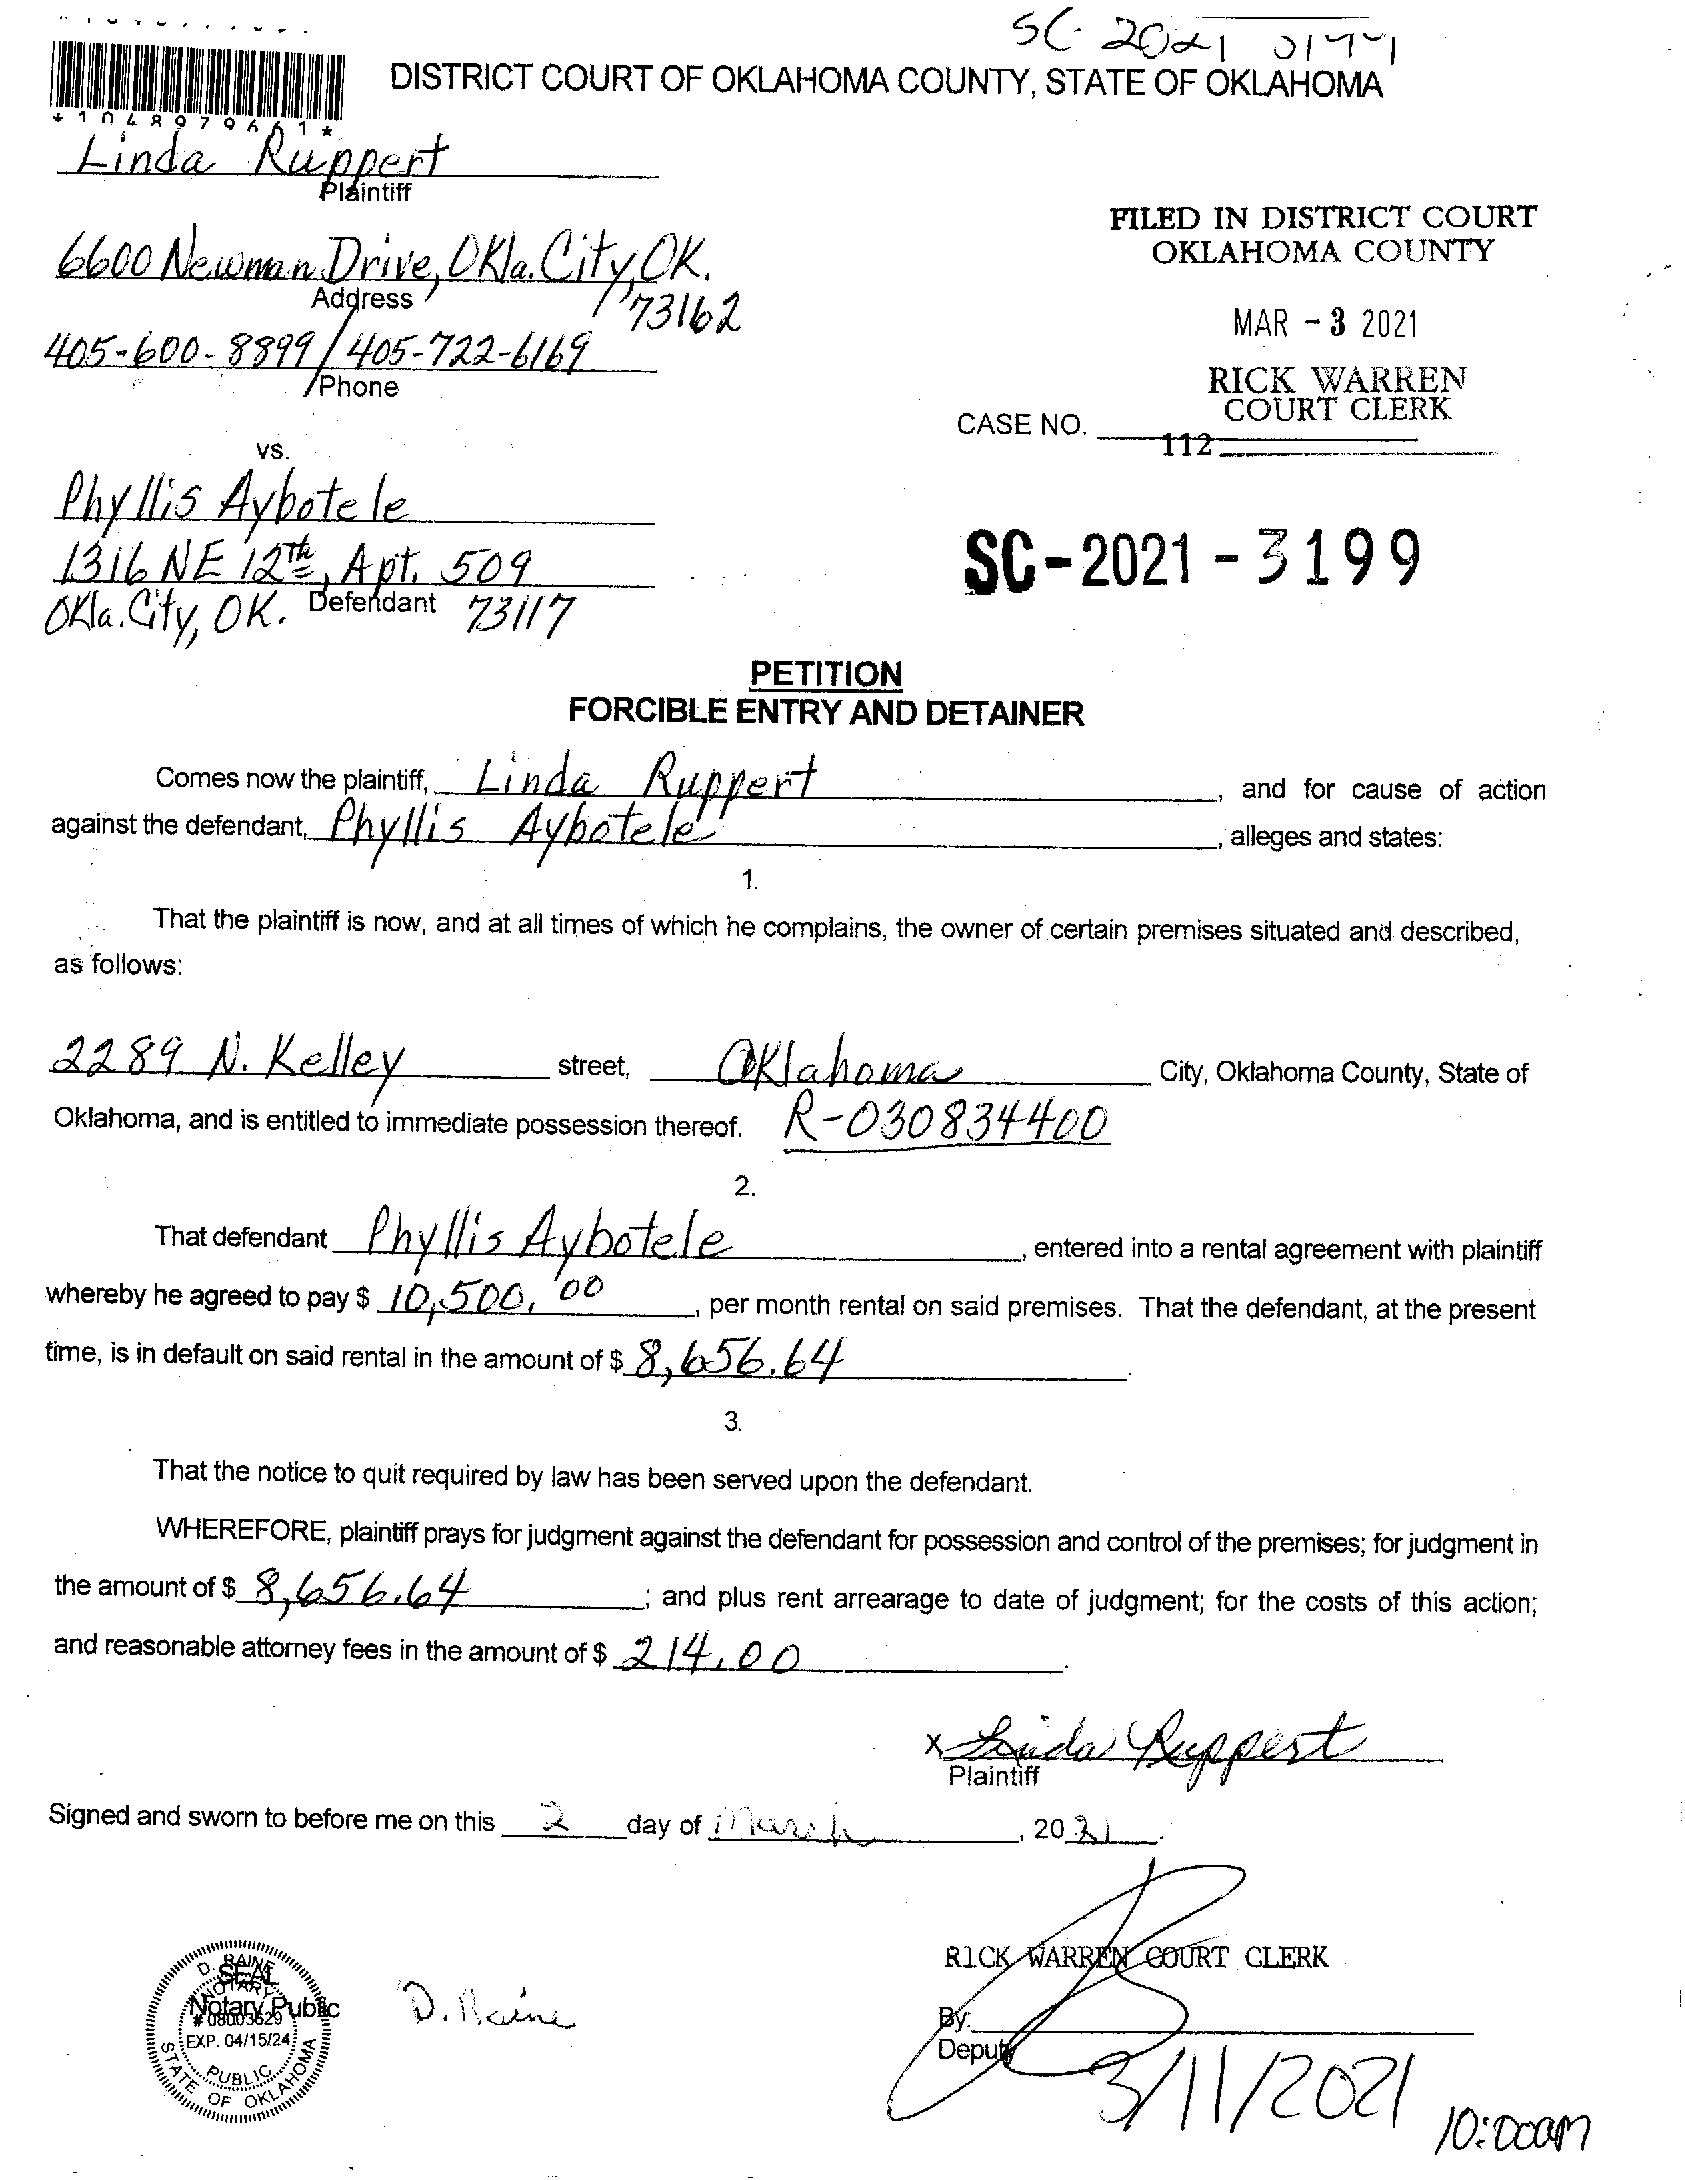 SC-2021
DISTRICT COURT OF OKLAHOMA COUNTY, STATE OF OKLAHOMA
*1048979661*
Linda Ruppert
Plaintiff
FILED IN DISTRICT COURT
OKLAHOMA COUNTY
6600 Newman Drive, Okla. City, OK.
Address
73162
MAR - 3 2021
405-600-8899 / 405-722-6169
Phone
RICK WARREN
COURT CLERK
CASE NO.
112
vs.
Phyllis Aybotele
1316 NE 12th, Apt. 509
SC-2021-3199
Defendant
Okla. City, OK. 73117
PETITION
FORCIBLE ENTRY AND DETAINER
Comes now the plaintiff, Linda Ruppert, and for cause of action
against the defendant, Phyllis Aybotele, alleges and states:
1.
That the plaintiff is now, and at all times of which he complains, the owner of certain premises situated and described,
as follows:
2289 N. Kelley street, Oklahoma City, Oklahoma County, State of
Oklahoma, and is entitled to immediate possession thereof. R-030834400
2.
That defendant Phyllis Aybotele, entered into a rental agreement with plaintiff
whereby he agreed to pay $ 10,500.00, per month rental on said premises. That the defendant, at the present
time, is in default on said rental in the amount of $ 8,656.64.
3.
That the notice to quit required by law has been served upon the defendant.
WHEREFORE, plaintiff prays for judgment against the defendant for possession and control of the premises; for judgment in
the amount of $ 8,656.64; and plus rent arrearage to date of judgment; for the costs of this action;
and reasonable attorney fees in the amount of $ 214.00.
x Linda Ruppert
Plaintiff
Signed and sworn to before me on this 2 day of March, 2021.
RICK WARREN COURT CLERK
D. RAINE
SEAL
NOTARY
Notary Public
# 08003629
EXP. 04/15/24
PUBLIC
STATE OF OKLAHOMA
D. Raine
By:
Deputy
3/11/2021
10:00am